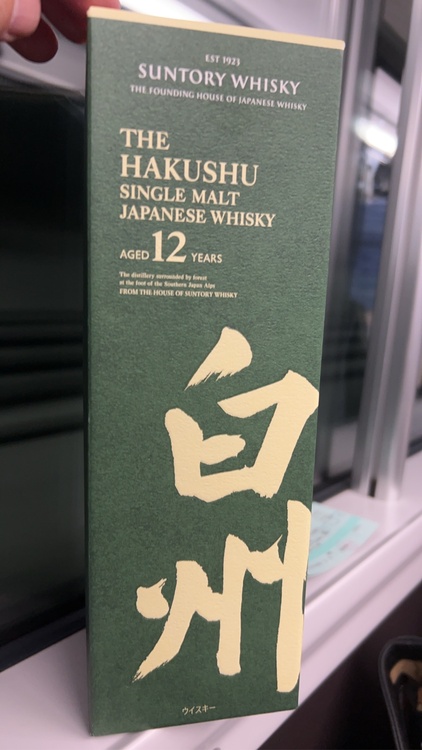 EST 1923
SUNTORY WHISKY
THE FOUNDING HOUSE OF JAPANESE WHISKY
THE
HAKUSHU
SINGLE MALT
JAPANESE WHISKY
AGED 12 YEARS
The distillery surrounded by forest
at the foot of the Southern Japan Alps
FROM THE HOUSE OF SUNTORY WHISKY
白州
ウイスキー